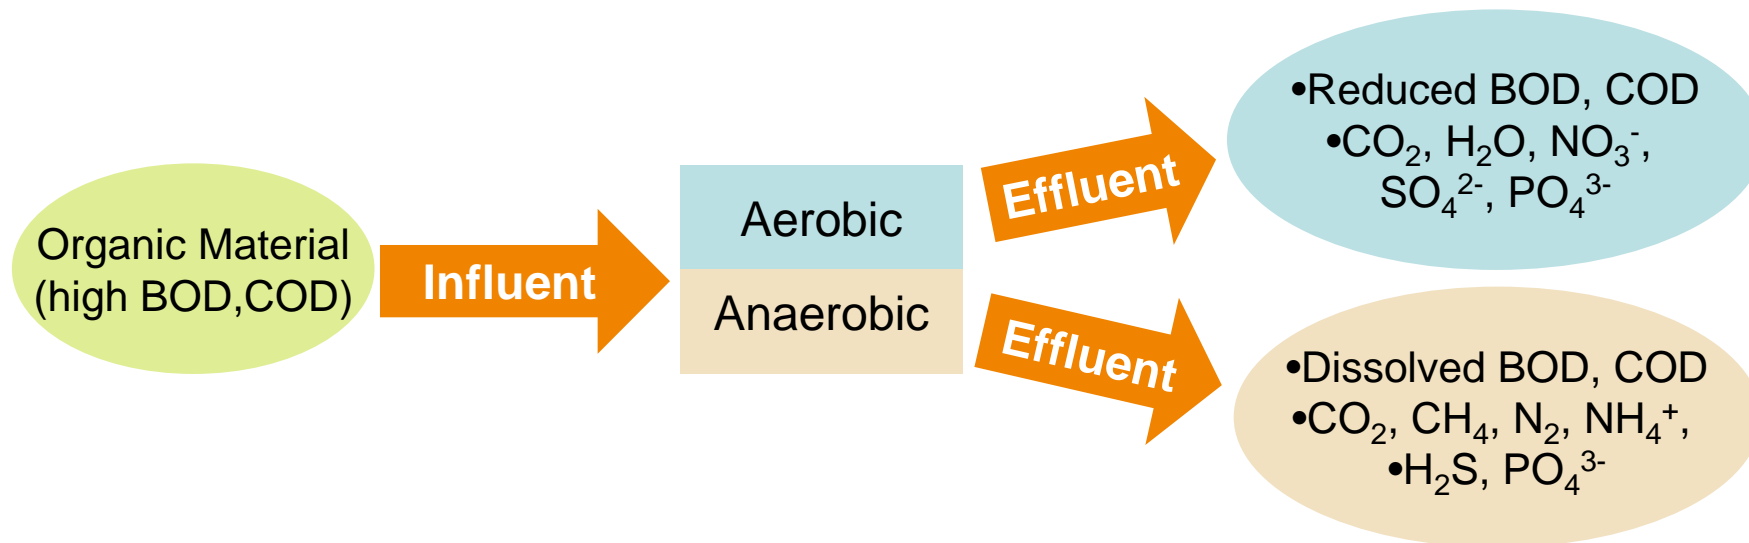 Organic Material
(high BOD,COD)
Influent
Aerobic
Anaerobic
Effluent
•Reduced BOD, COD
•CO₂, H₂O, NO₃⁻,
SO₄²⁻, PO₄³⁻
Effluent
•Dissolved BOD, COD
•CO₂, CH₄, N₂, NH₄⁺,
•H₂S, PO₄³⁻